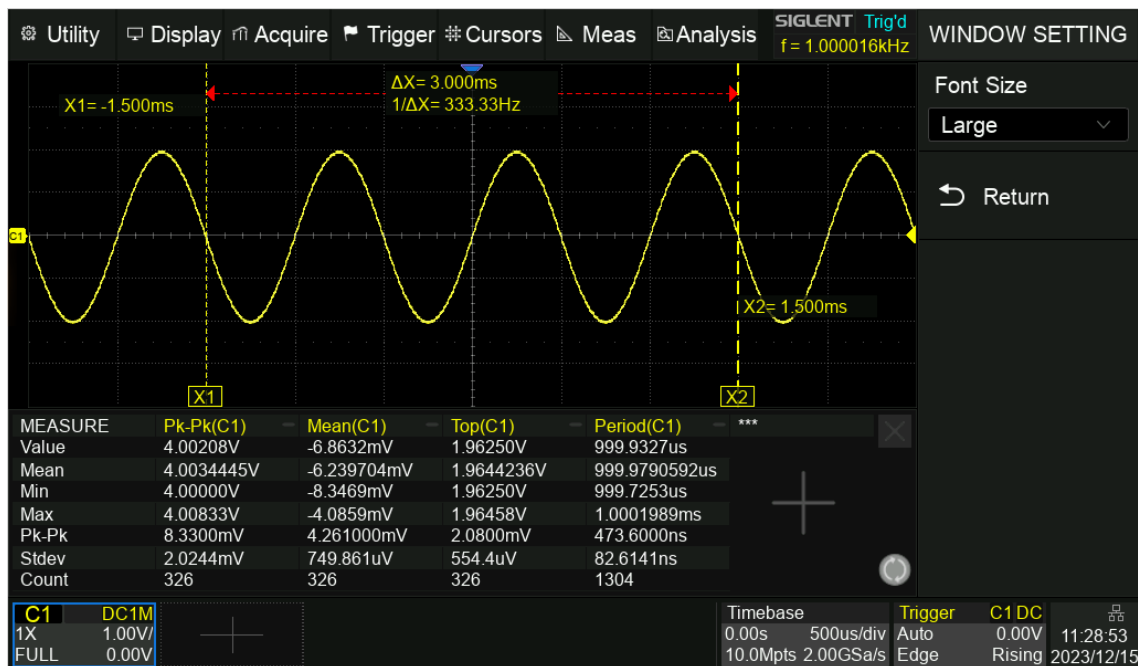 Utility Display Acquire Trigger Cursors Meas Analysis SIGLENT Trig'd
f = 1.000016kHz
WINDOW SETTING
Font Size
Large
Return
ΔX= 3.000ms
1/ΔX= 333.33Hz
X1= -1.500ms
C1
X2= 1.500ms
X1 X2
MEASURE Pk-Pk(C1) Mean(C1) Top(C1) Period(C1) ***
Value 4.00208V -6.8632mV 1.96250V 999.9327us
Mean 4.0034445V -6.239704mV 1.9644236V 999.9790592us
Min 4.00000V -8.3469mV 1.96250V 999.7253us
Max 4.00833V -4.0859mV 1.96458V 1.0001989ms
Pk-Pk 8.3300mV 4.261000mV 2.0800mV 473.6000ns
Stdev 2.0244mV 749.861uV 554.4uV 82.6141ns
Count 326 326 326 1304
C1 DC1M
1X 1.00V/
FULL 0.00V
Timebase
0.00s 500us/div
10.0Mpts 2.00GSa/s
Trigger C1 DC
Auto 0.00V
Edge Rising
11:28:53
2023/12/15